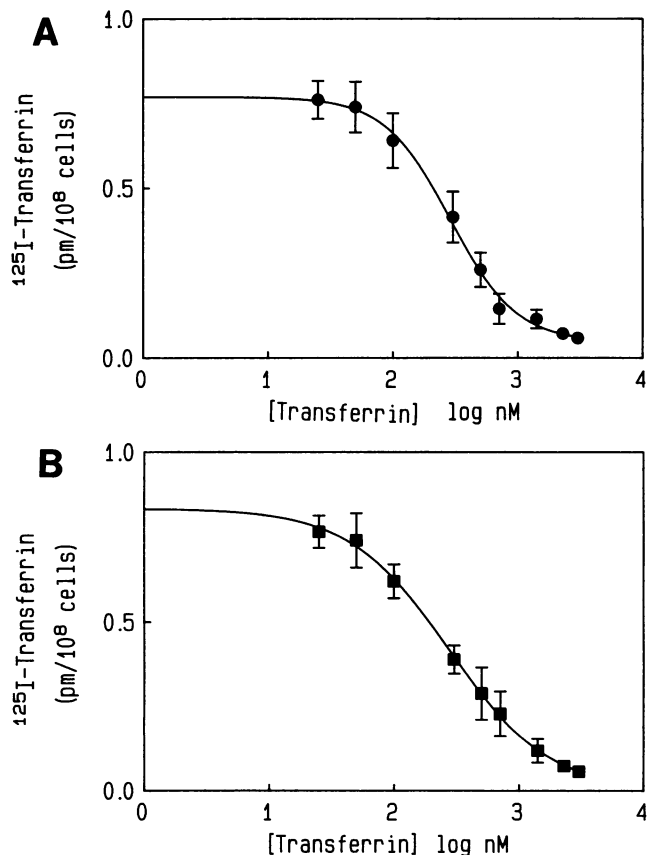 A
1.0
0.5
0.0
¹²⁵I-Transferrin
(pm/10⁸ cells)
0 1 2 3 4
[Transferrin] log nM
B
1.0
0.5
0.0
¹²⁵I-Transferrin
(pm/10⁸ cells)
0 1 2 3 4
[Transferrin] log nM